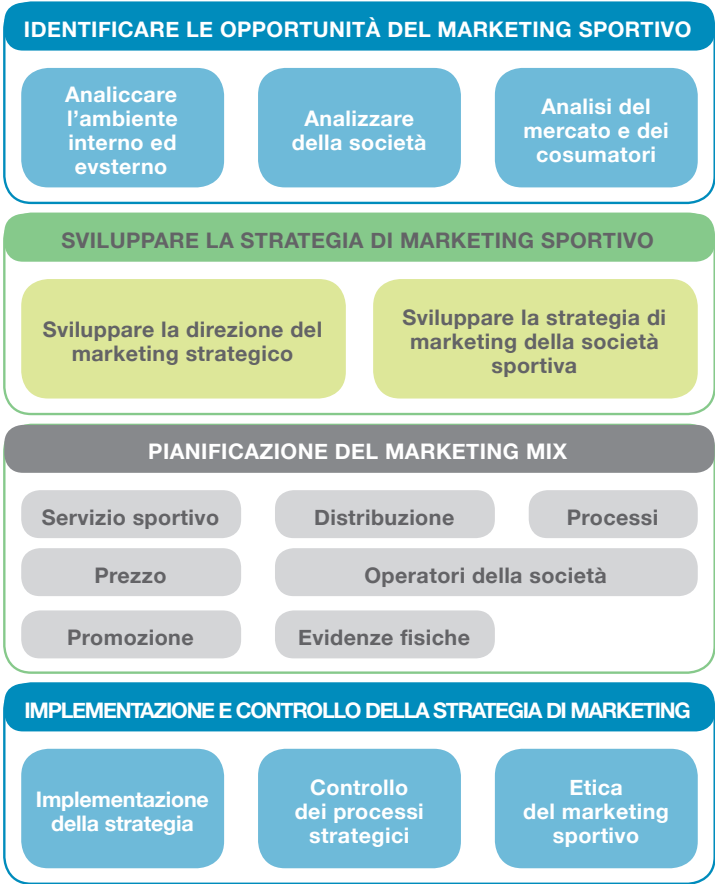 IDENTIFICARE LE OPPORTUNITÀ DEL MARKETING SPORTIVO
Analiccare
l’ambiente
interno ed
evsterno
Analizzare
della società
Analisi del
mercato e dei
cosumatori
SVILUPPARE LA STRATEGIA DI MARKETING SPORTIVO
Sviluppare la direzione del
marketing strategico
Sviluppare la strategia di
marketing della società
sportiva
PIANIFICAZIONE DEL MARKETING MIX
Servizio sportivo
Distribuzione
Processi
Prezzo
Operatori della società
Promozione
Evidenze fisiche
IMPLEMENTAZIONE E CONTROLLO DELLA STRATEGIA DI MARKETING
Implementazione
della strategia
Controllo
dei processi
strategici
Etica
del marketing
sportivo